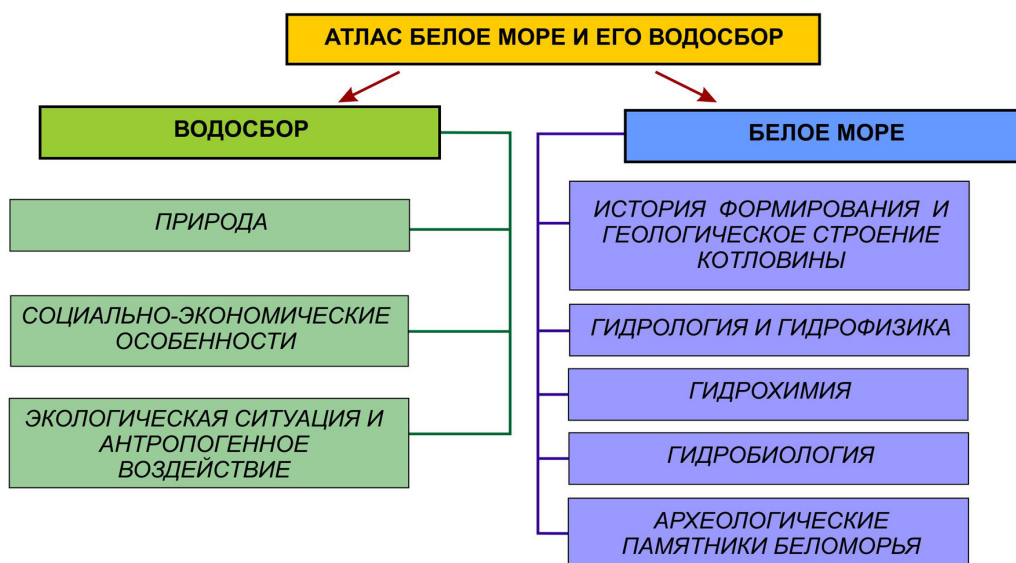 АТЛАС БЕЛОЕ МОРЕ И ЕГО ВОДОСБОР
ВОДОСБОР
ПРИРОДА
СОЦИАЛЬНО-ЭКОНОМИЧЕСКИЕ
ОСОБЕННОСТИ
ЭКОЛОГИЧЕСКАЯ СИТУАЦИЯ И
АНТРОПОГЕННОЕ
ВОЗДЕЙСТВИЕ
БЕЛОЕ МОРЕ
ИСТОРИЯ ФОРМИРОВАНИЯ И
ГЕОЛОГИЧЕСКОЕ СТРОЕНИЕ
КОТЛОВИНЫ
ГИДРОЛОГИЯ И ГИДРОФИЗИКА
ГИДРОХИМИЯ
ГИДРОБИОЛОГИЯ
АРХЕОЛОГИЧЕСКИЕ
ПАМЯТНИКИ БЕЛОМОРЬЯ